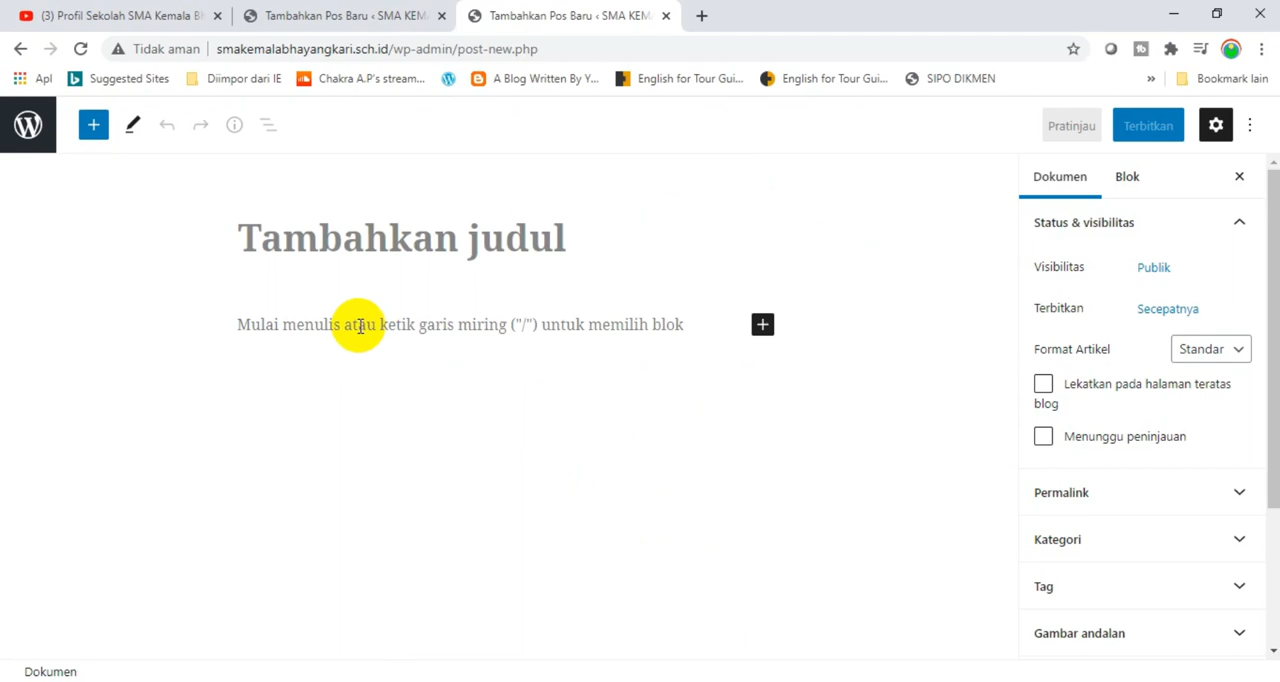 (3) Profil Sekolah SMA Kemala Bh
Tambahkan Pos Baru ‹ SMA KEM
Tambahkan Pos Baru ‹ SMA KEM
Tidak aman
smakemalabhayangkari.sch.id/wp-admin/post-new.php
Apl
Suggested Sites
Diimpor dari IE
Chakra A.P's stream...
A Blog Written By Y...
English for Tour Gui...
English for Tour Gui...
SIPO DIKMEN
»
Bookmark lain
Pratinjau
Terbitkan
Dokumen
Blok
Tambahkan judul
Mulai menulis atau ketik garis miring ("/") untuk memilih blok
Status & visibilitas
Visibilitas
Publik
Terbitkan
Secepatnya
Format Artikel
Standar
Lekatkan pada halaman teratas
blog
Menunggu peninjauan
Permalink
Kategori
Tag
Gambar andalan
Dokumen